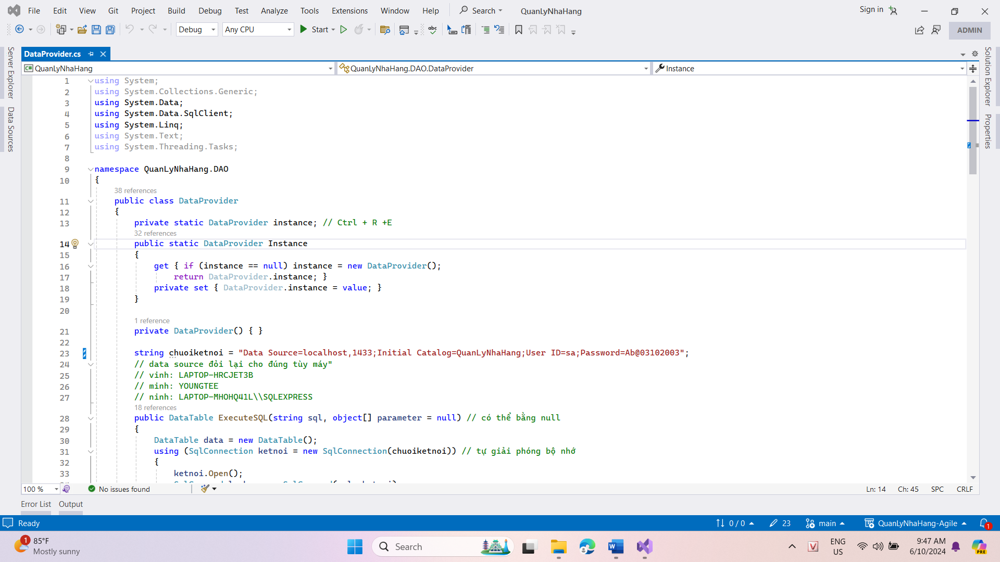 File Edit View Git Project Build Debug Test Analyze Tools Extensions Window Help Search QuanLyNhaHang Sign in
Debug Any CPU Start ADMIN
DataProvider.cs
QuanLyNhaHang QuanLyNhaHang.DAO.DataProvider Instance
Server Explorer
Data Sources
Solution Explorer
Properties
1 using System;
2 using System.Collections.Generic;
3 using System.Data;
4 using System.Data.SqlClient;
5 using System.Linq;
6 using System.Text;
7 using System.Threading.Tasks;
8
9 namespace QuanLyNhaHang.DAO
10 {
38 references
11 public class DataProvider
12 {
13 private static DataProvider instance; // Ctrl + R +E
32 references
14 public static DataProvider Instance
15 {
16 get { if (instance == null) instance = new DataProvider();
17 return DataProvider.instance; }
18 private set { DataProvider.instance = value; }
19 }
20
1 reference
21 private DataProvider() { }
22
23 string chuoiketnoi = "Data Source=localhost,1433;Initial Catalog=QuanLyNhaHang;User ID=sa;Password=Ab@03102003";
24 // data source đỏi lại cho đúng tùy máy"
25 // vinh: LAPTOP-HRCJET3B
26 // minh: YOUNGTEE
27 // ninh: LAPTOP-MHOHQ41L\\SQLEXPRESS
18 references
28 public DataTable ExecuteSQL(string sql, object[] parameter = null) // có thể bằng null
29 {
30 DataTable data = new DataTable();
31 using (SqlConnection ketnoi = new SqlConnection(chuoiketnoi)) // tự giải phóng bộ nhớ
32 {
33 ketnoi.Open();
100 % No issues found Ln: 14 Ch: 45 SPC CRLF
Error List Output
Ready 0 / 0 23 main QuanLyNhaHang-Agile 1
1 85°F
Mostly sunny
Search
ENG
US
9:47 AM
6/10/2024
PRE